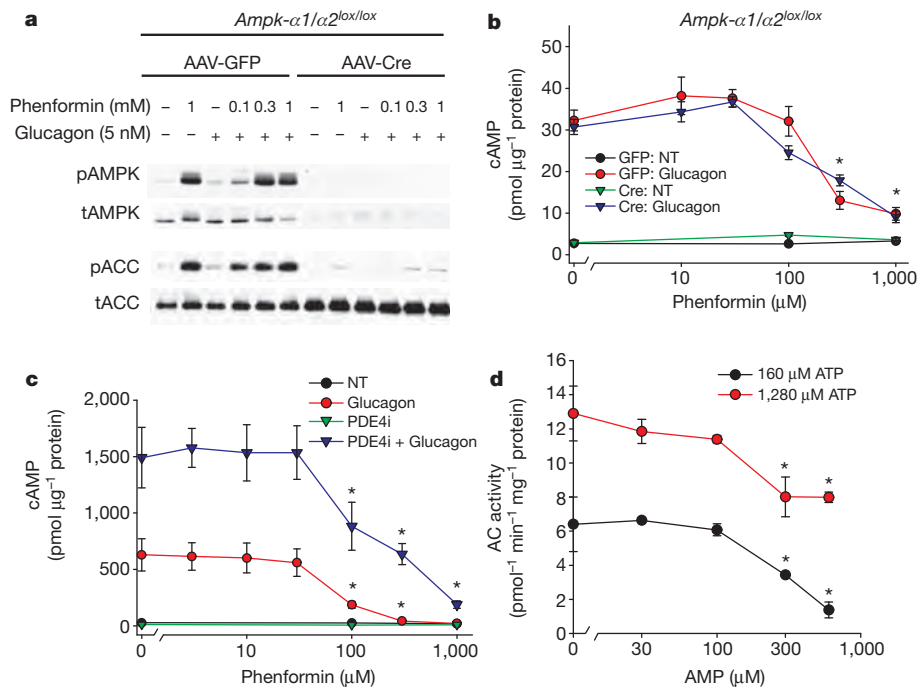 a
Ampk-α1/α2lox/lox
AAV-GFP AAV-Cre
Phenformin (mM) – 1 – 0.1 0.3 1 – 1 – 0.1 0.3 1
Glucagon (5 nM) – – + + + + – – + + + +
pAMPK
tAMPK
pACC
tACC
b
Ampk-α1/α2lox/lox
cAMP
(pmol μg–1 protein)
50
40
30
20
10
0
GFP: NT
GFP: Glucagon
Cre: NT
Cre: Glucagon
*
*
0 10 100 1,000
Phenformin (μM)
c
cAMP
(pmol μg–1 protein)
2,000
1,500
1,000
500
0
NT
Glucagon
PDE4i
PDE4i + Glucagon
*
*
*
*
*
0 10 100 1,000
Phenformin (μM)
d
AC activity
(pmol–1 min–1 mg–1 protein)
16
14
12
10
8
6
4
2
0
160 μM ATP
1,280 μM ATP
* *
*
*
0 30 100 300 1,000
AMP (μM)